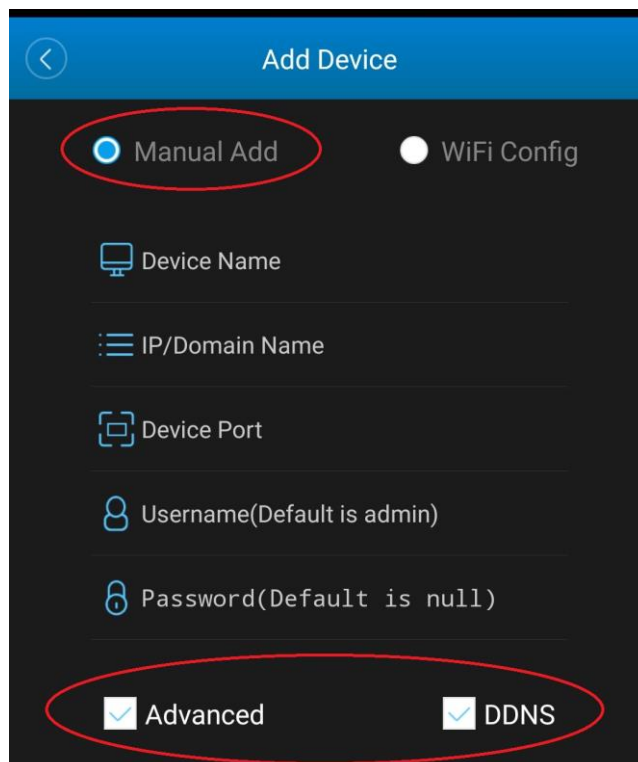 Add Device
Manual Add WiFi Config
Device Name
IP/Domain Name
Device Port
Username(Default is admin)
Password(Default is null)
Advanced DDNS